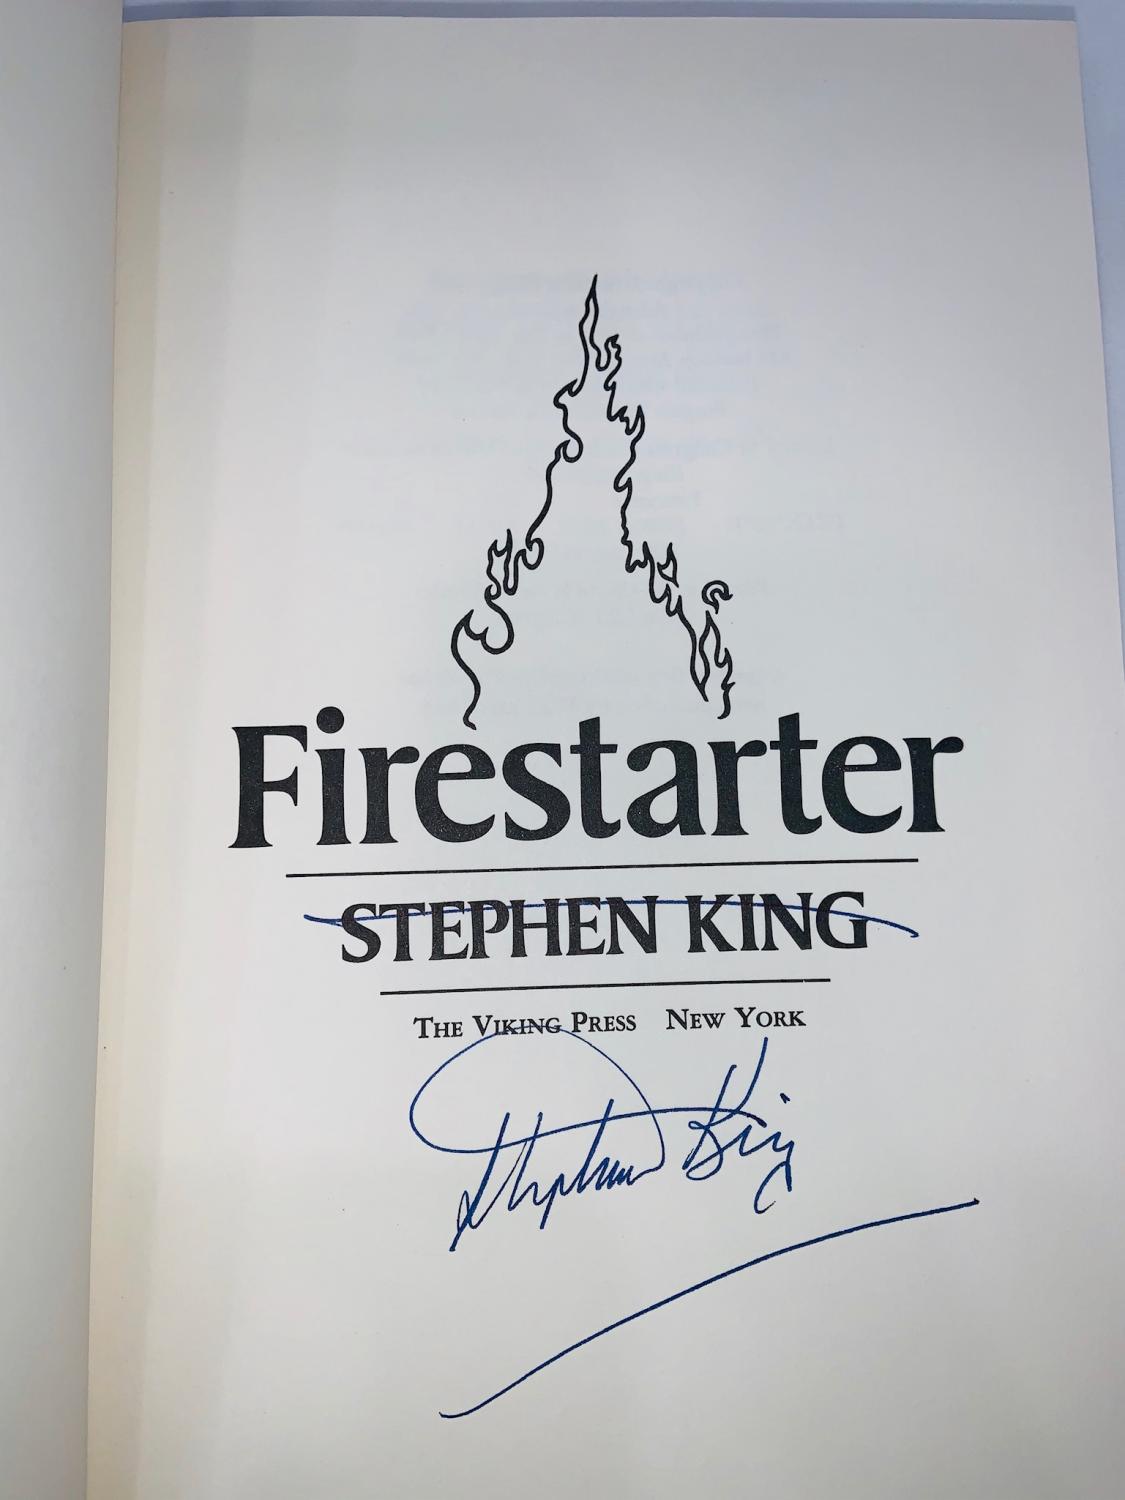 Firestarter
STEPHEN KING
THE VIKING PRESS NEW YORK
Stephen King